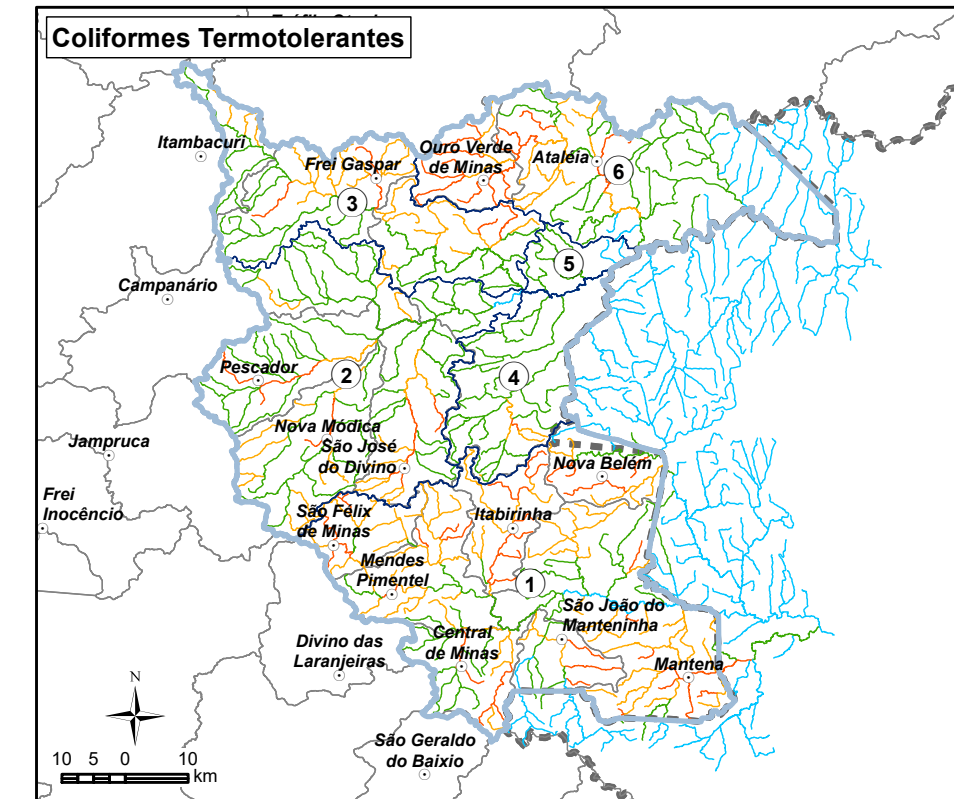 Coliformes Termotolerantes
Itambacuri
Frei Gaspar
Ouro Verde
de Minas
Ataléia
6
3
5
Campanário
Pescador
2
4
Nova Módica
São José
do Divino
Jampruca
Nova Belém
Frei
Inocêncio
São Félix
de Minas
Itabirinha
Mendes
Pimentel
1
São João do
Manteninha
Divino das
Laranjeiras
Central
de Minas
Mantena
N
São Geraldo
do Baixio
10 5 0 10
km